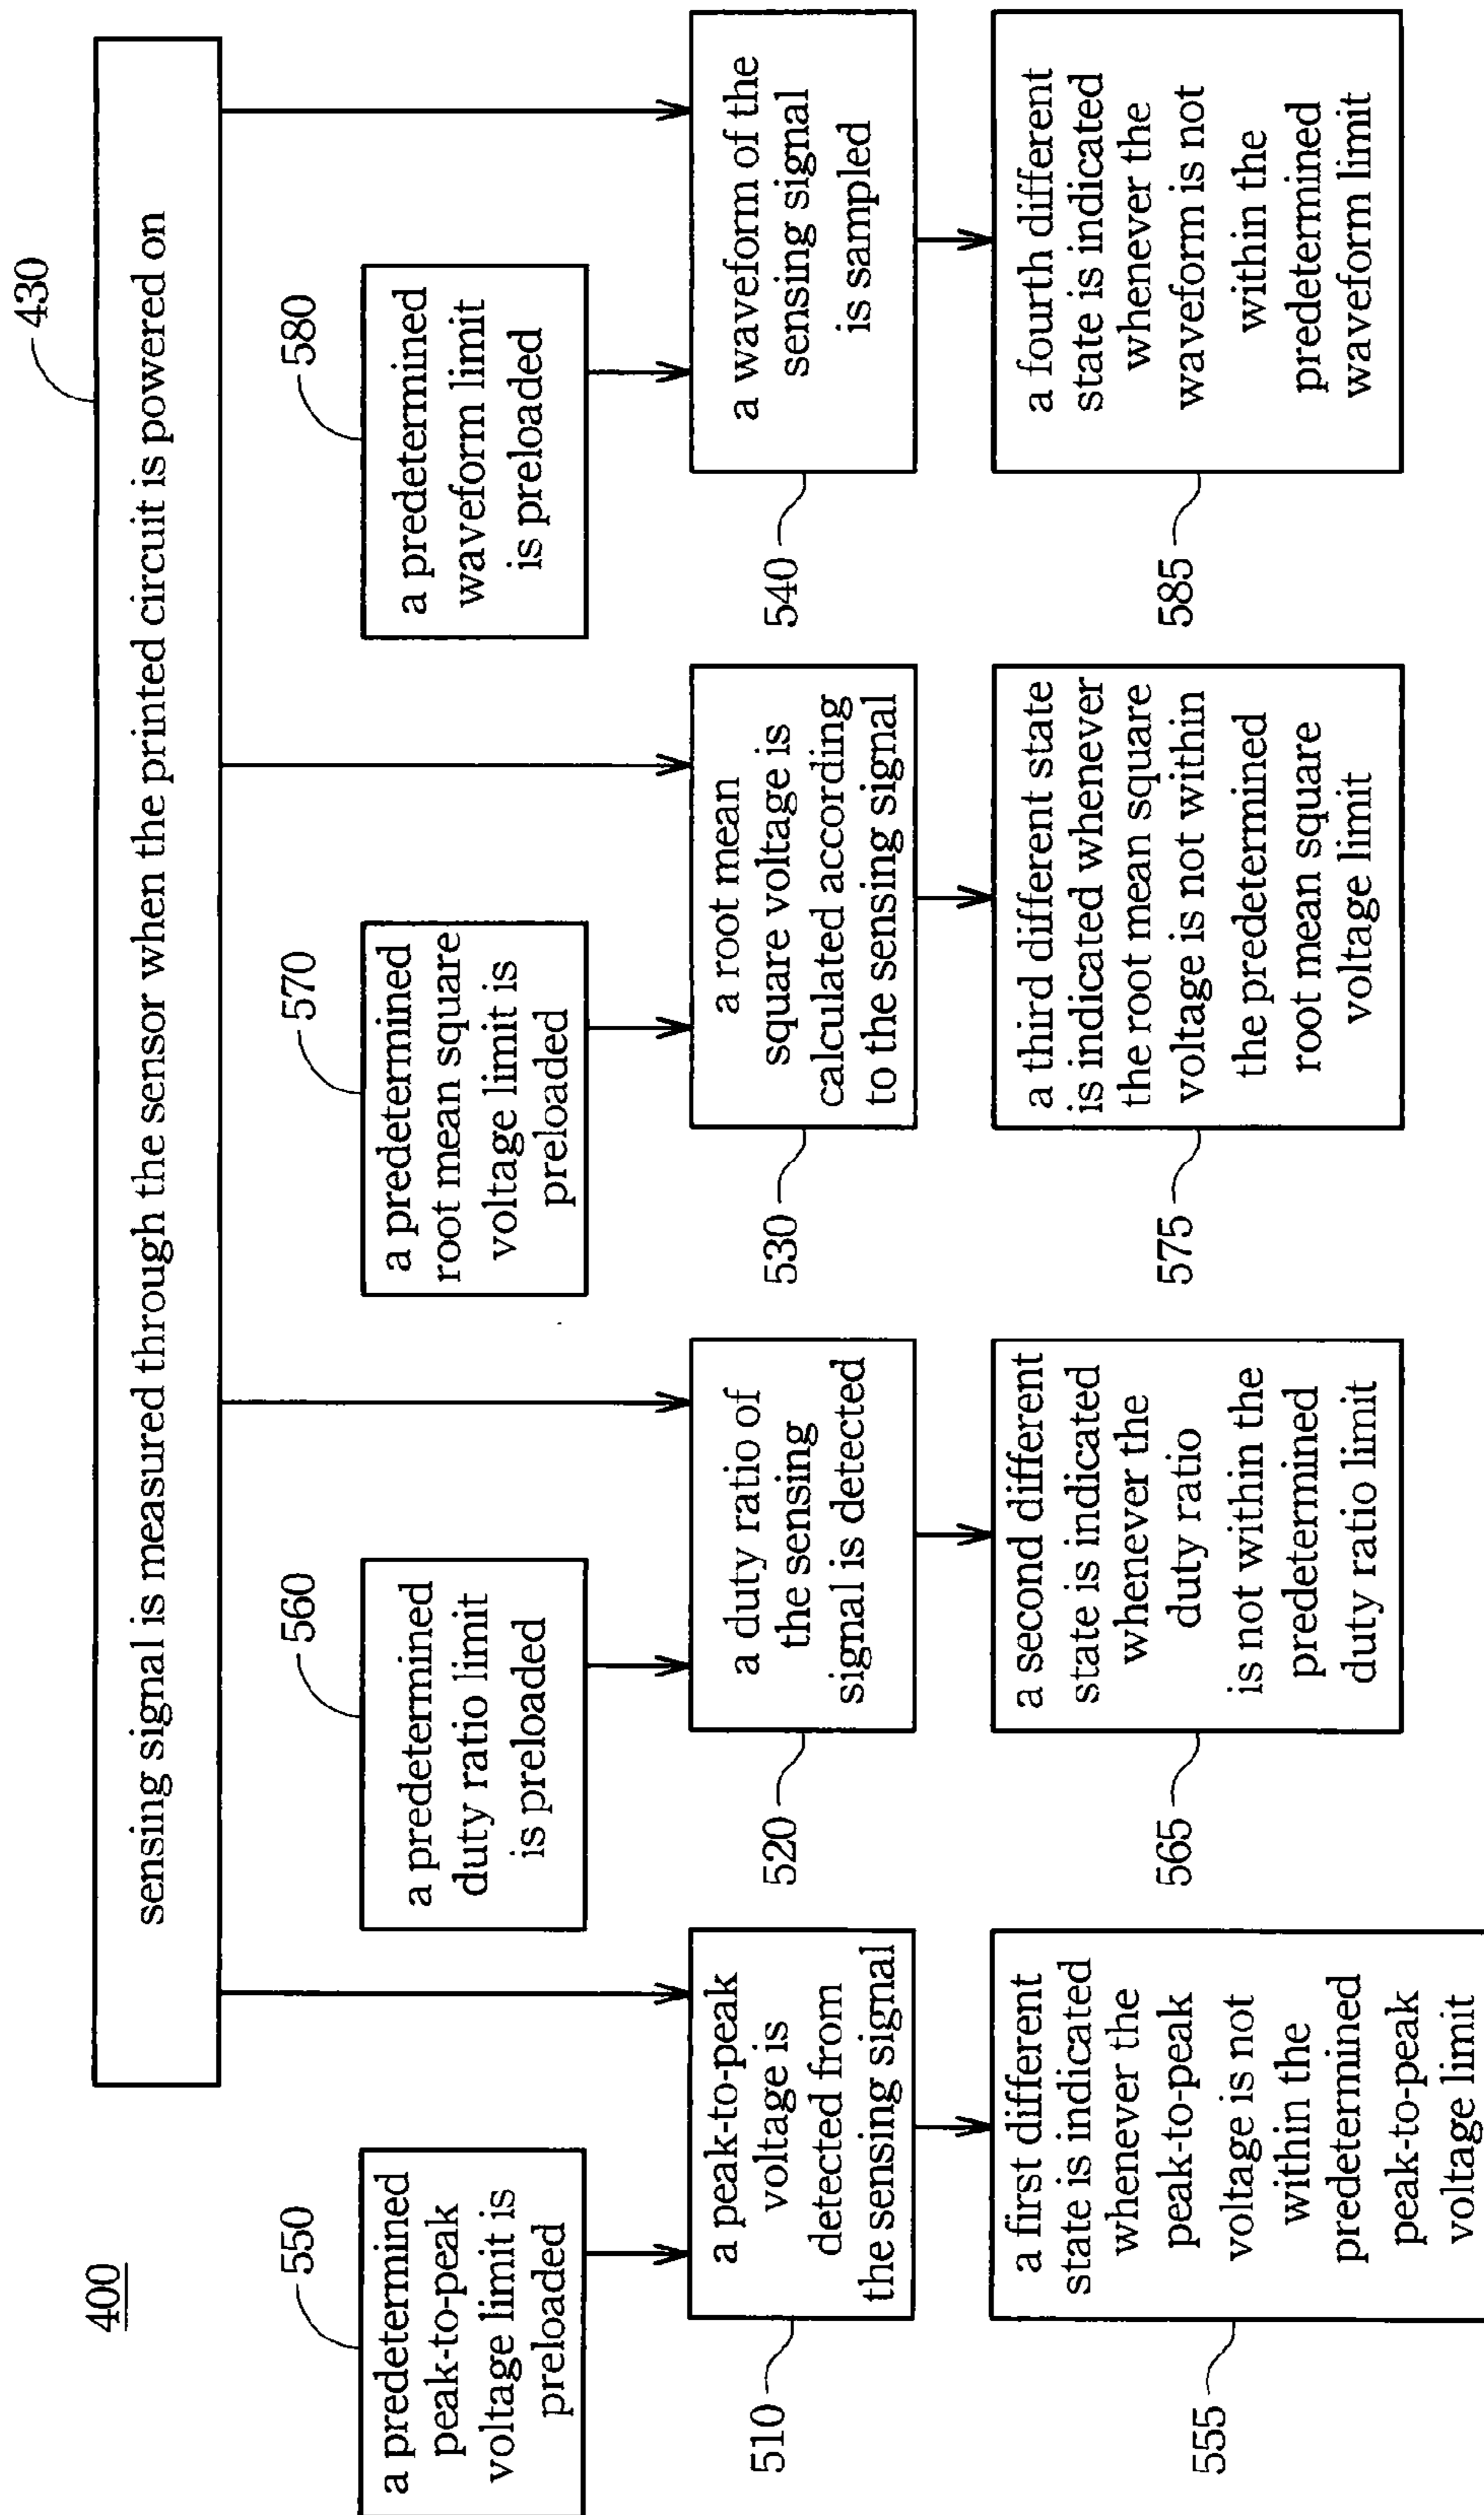 400
430
sensing signal is measured through the sensor when the printed circuit is powered on
550
a predetermined
peak-to-peak
voltage limit is
preloaded
560
a predetermined
duty ratio limit
is preloaded
570
a predetermined
root mean square
voltage limit is
preloaded
580
a predetermined
waveform limit
is preloaded
510
a peak-to-peak
voltage is
detected from
the sensing signal
520
a duty ratio of
the sensing
signal is detected
530
a root mean
square voltage is
calculated according
to the sensing signal
540
a waveform of the
sensing signal
is sampled
555
a first different
state is indicated
whenever the
peak-to-peak
voltage is not
within the
predetermined
peak-to-peak
voltage limit
565
a second different
state is indicated
whenever the
duty ratio
is not within the
predetermined
duty ratio limit
575
a third different state
is indicated whenever
the root mean square
voltage is not within
the predetermined
root mean square
voltage limit
585
a fourth different
state is indicated
whenever the
waveform is not
within the
predetermined
waveform limit